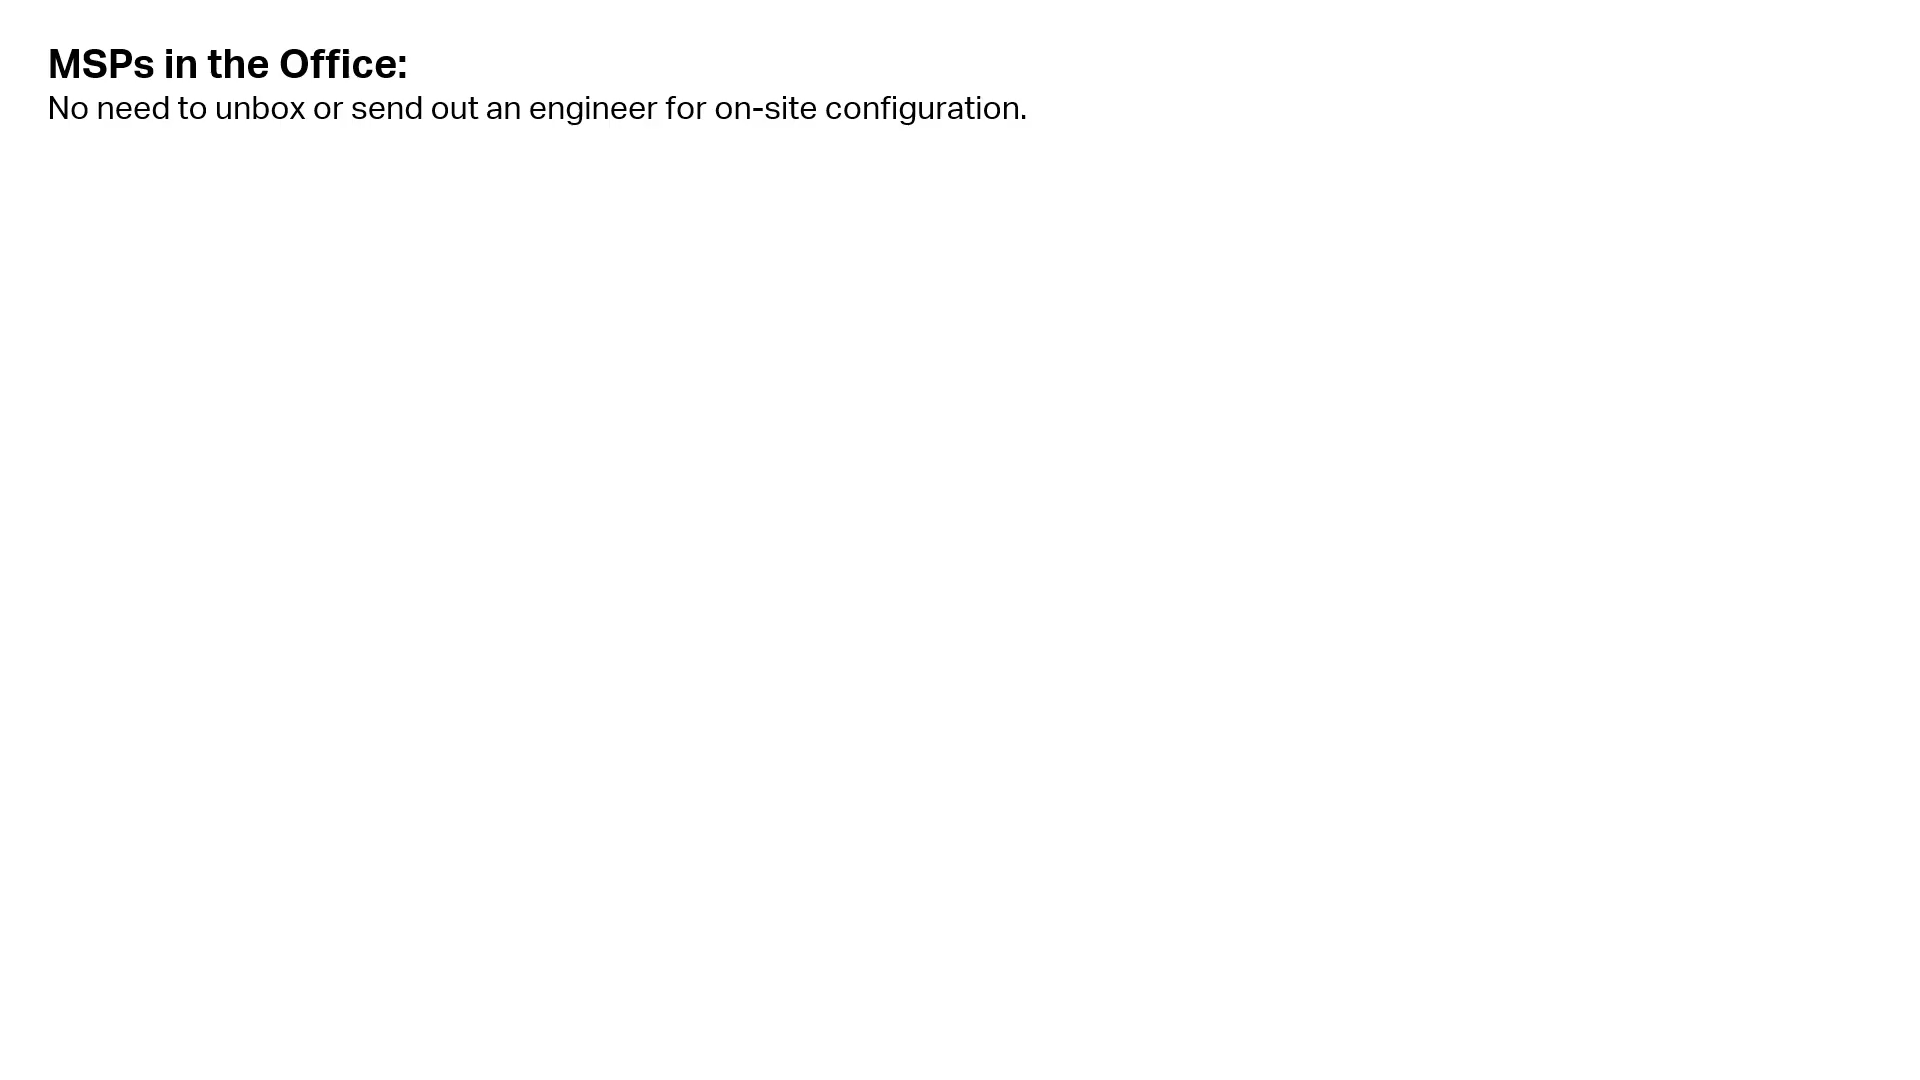 MSPs in the Office:
No need to unbox or send out an engineer for on-site configuration.